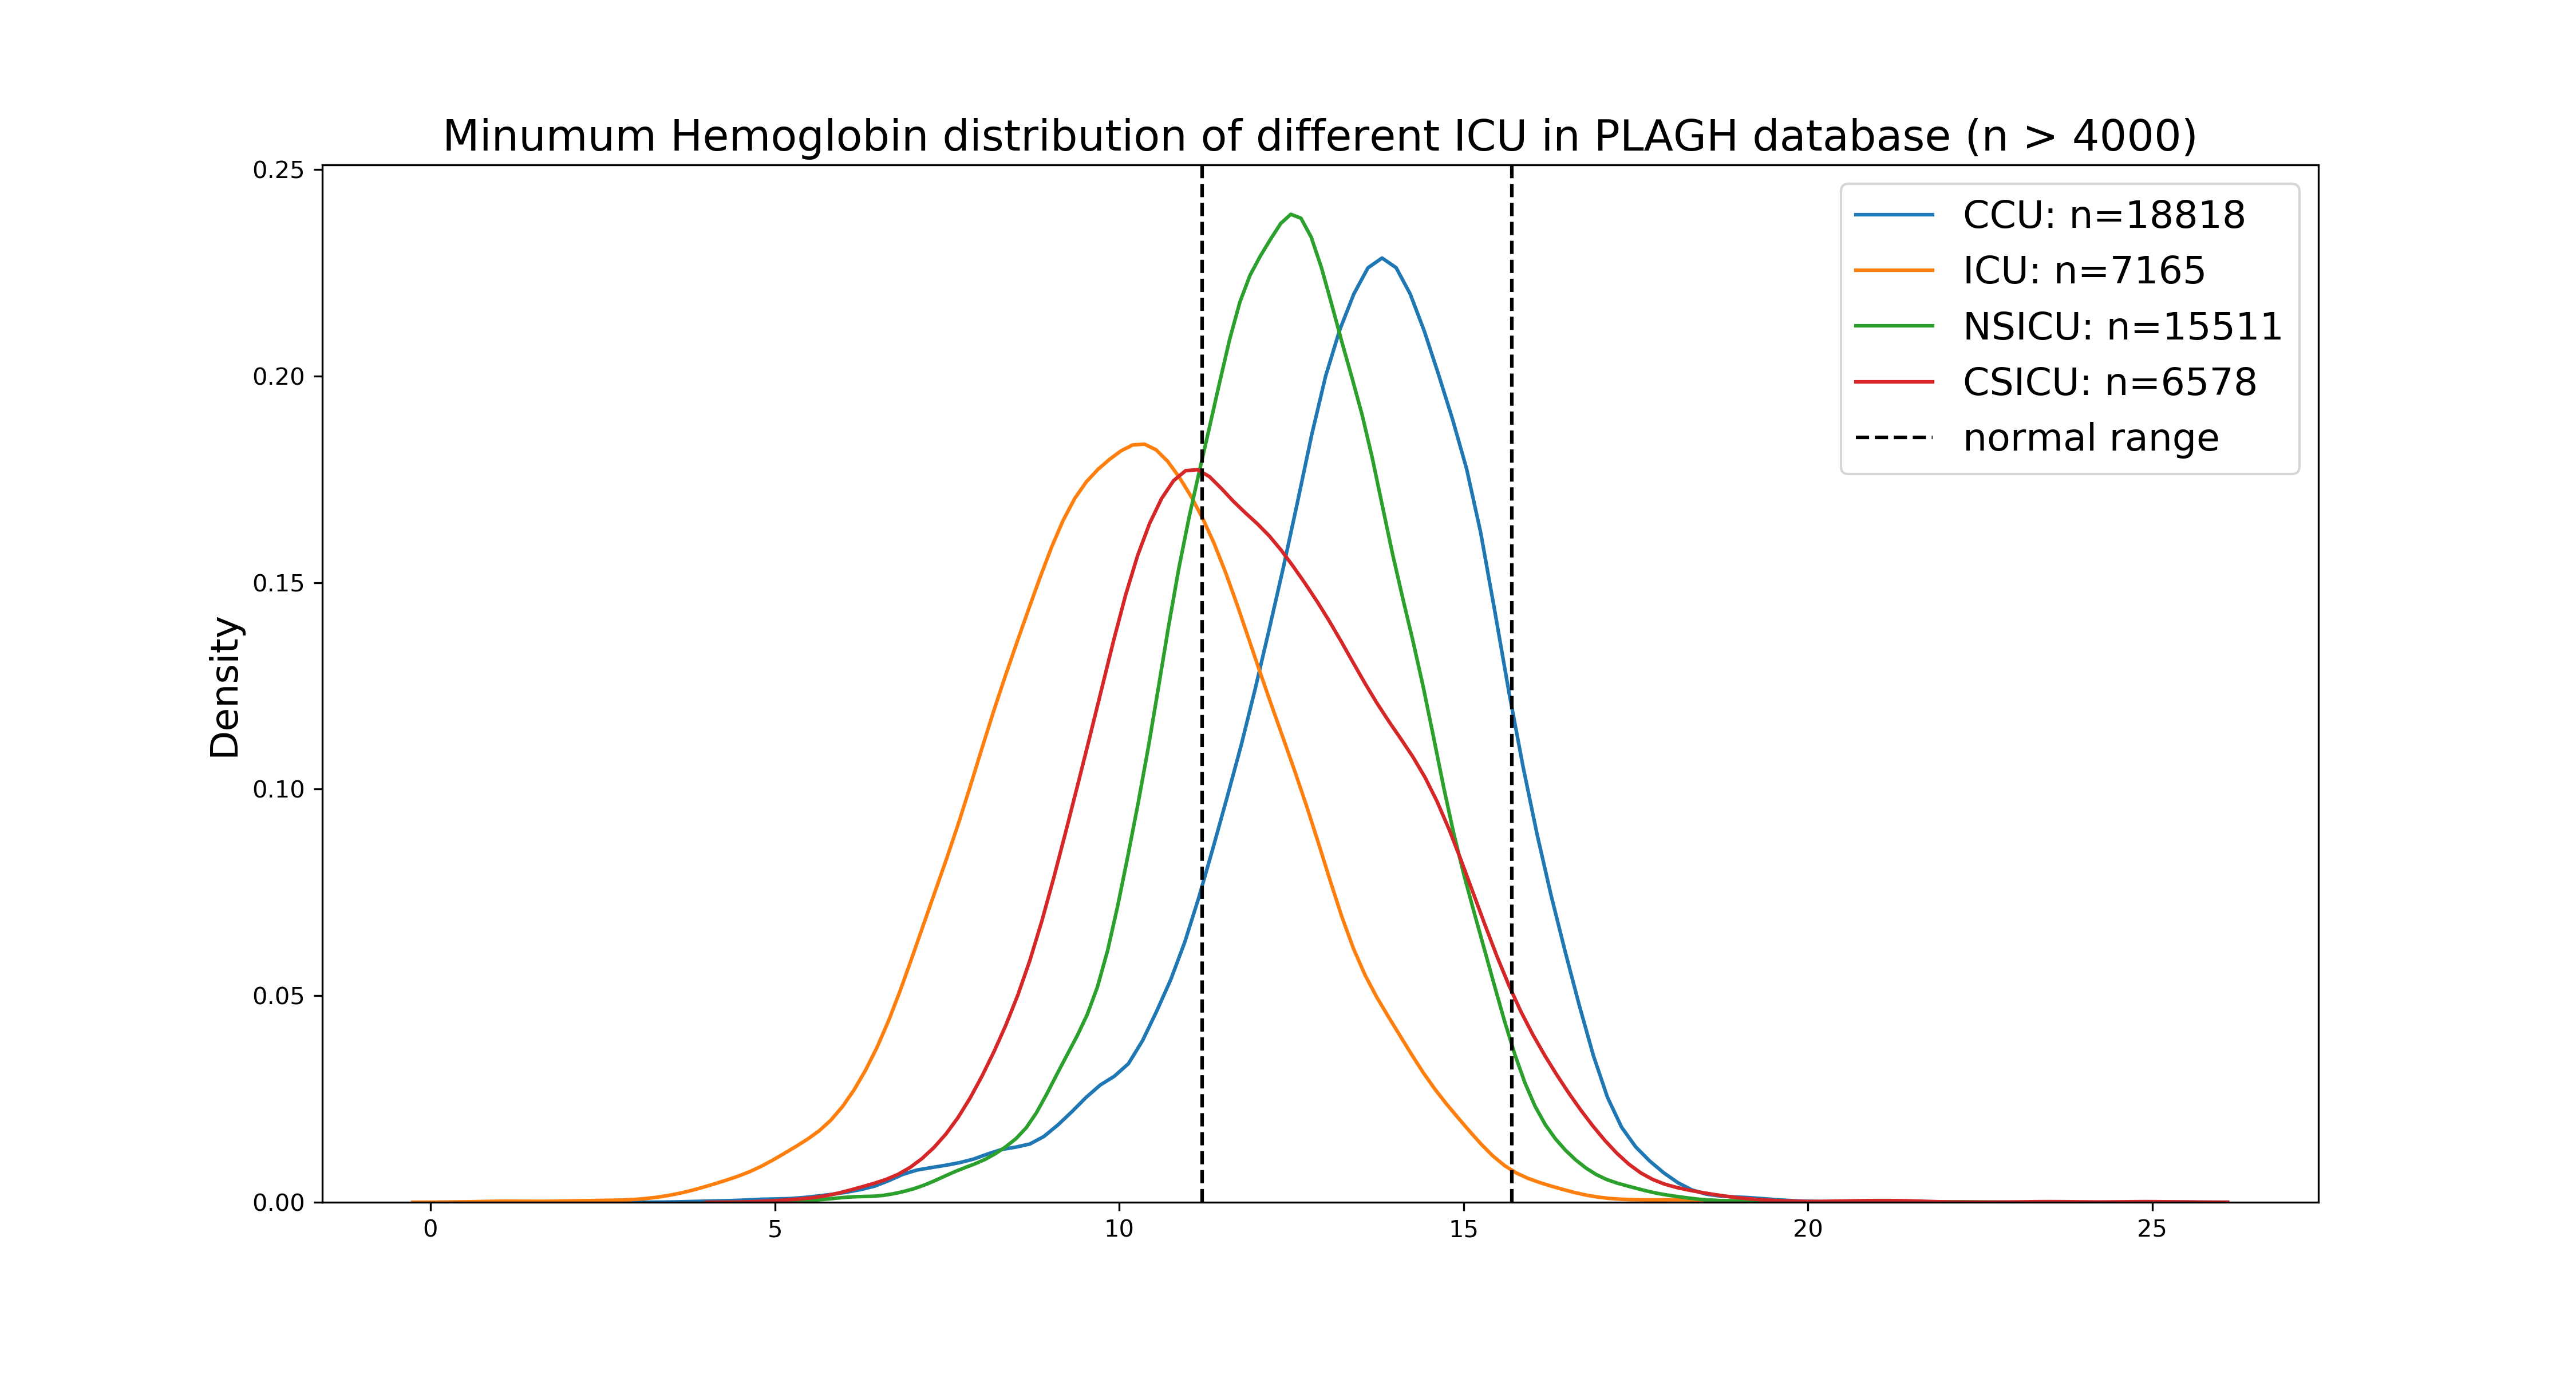 Minumum Hemoglobin distribution of different ICU in PLAGH database (n > 4000)
0.25
0.20
0.15
0.10
0.05
0.00
Density
0
5
10
15
20
25
CCU: n=18818
ICU: n=7165
NSICU: n=15511
CSICU: n=6578
normal range